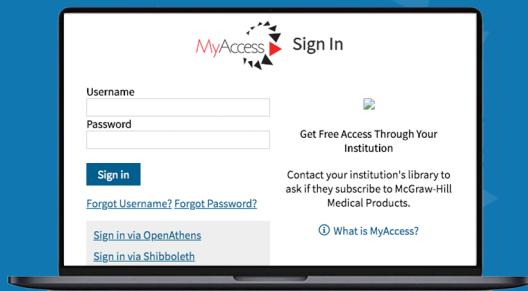 MyAccess Sign In
Username
Password
Sign in
Forgot Username? Forgot Password?
Sign in via OpenAthens
Sign in via Shibboleth
Get Free Access Through Your
Institution
Contact your institution's library to
ask if they subscribe to McGraw-Hill
Medical Products.
What is MyAccess?